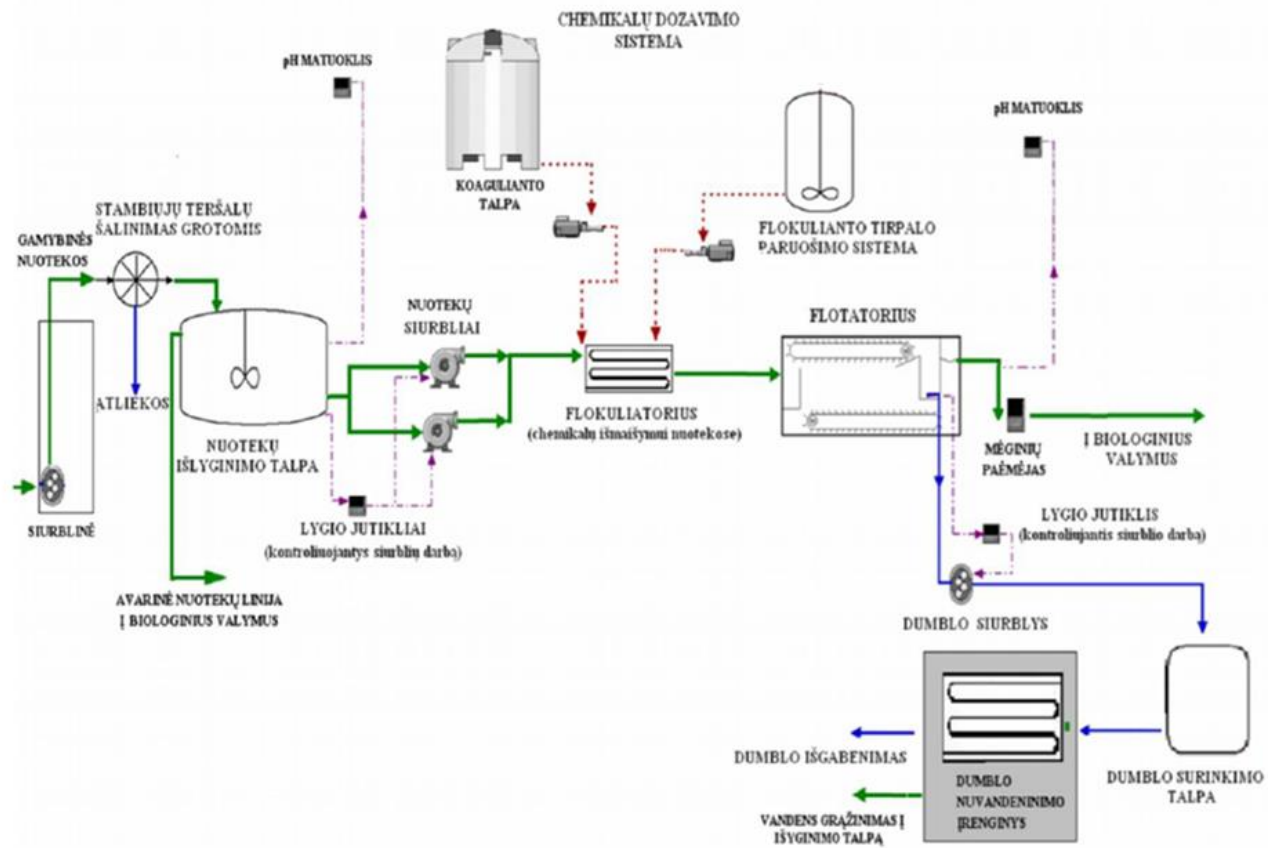 CHEMIKALŲ DOZAVIMO
SISTEMA
pH MATUOKLIS
pH MATUOKLIS
KOAGULIANTO
TALPA
STAMBIŲJŲ TERŠALŲ
ŠALINIMAS GROTOMIS
FLOKULIANTO TIRPALO
PARUOŠIMO SISTEMA
GAMYBINĖS
NUOTEKOS
NUOTEKŲ
SIURBLIAI
FLOTATORIUS
ĄTLIEKOS
FLOKULIATORIUS
(chemikalų išmaišymui nuotekose)
NUOTEKŲ
IŠLYGINIMO TALPA
MĖGINIŲ
PAĖMĖJAS
Į BIOLOGINIUS
VALYMUS
SIURBLINĖ
LYGIO JUTIKLIAI
(kontroliuojantys siurblių darbą)
LYGIO JUTIKLIS
(kontroliujantis siurblio darbą)
AVARINĖ NUOTEKŲ LINIJA
Į BIOLOGINIUS VALYMUS
DUMBLO SIURBLYS
DUMBLO IŠGABENIMAS
DUMBLO
NUVANDENINIMO
ĮRENGINYS
DUMBLO SURINKIMO
TALPA
VANDENS GRĄŽINIMAS Į
IŠYGINIMO TALPĄ